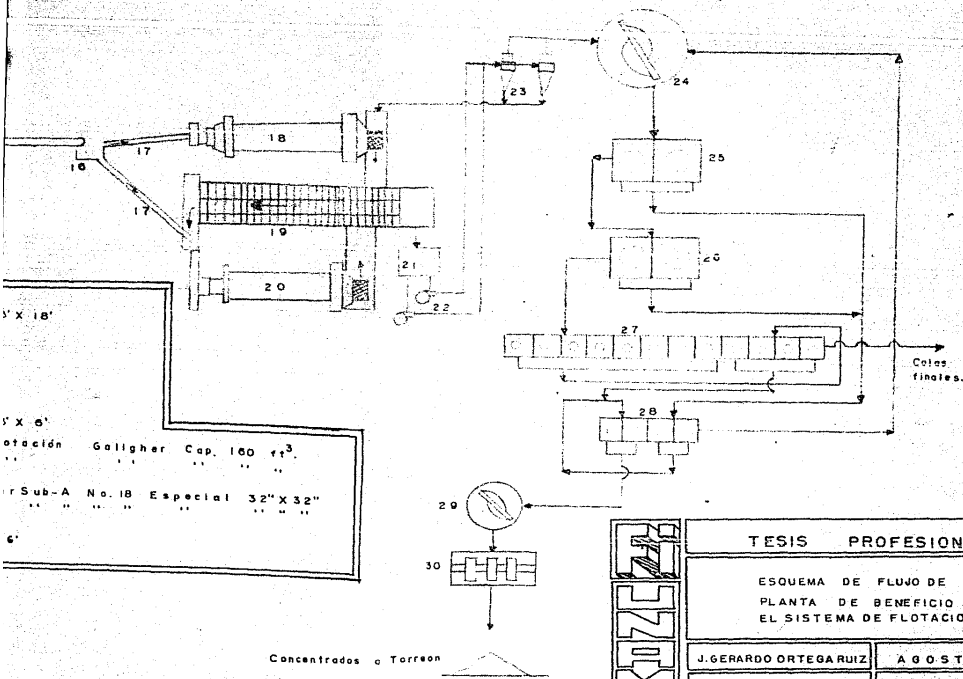 16
17
17
18
19
20
21
22
23
24
25
27
28
29
30
Colas
finales.
X 18'
X 6'
otación Galigher Cap. 160 ft³.
" " " " "
r Sub-A No. 18 Especial 32" X 32"
" " " " " " " "
6'
Concentrados a Torreon
TESIS PROFESION
ESQUEMA DE FLUJO DE
PLANTA DE BENEFICIO
EL SISTEMA DE FLOTACIO
J. GERARDO ORTEGA RUIZ
AGOST